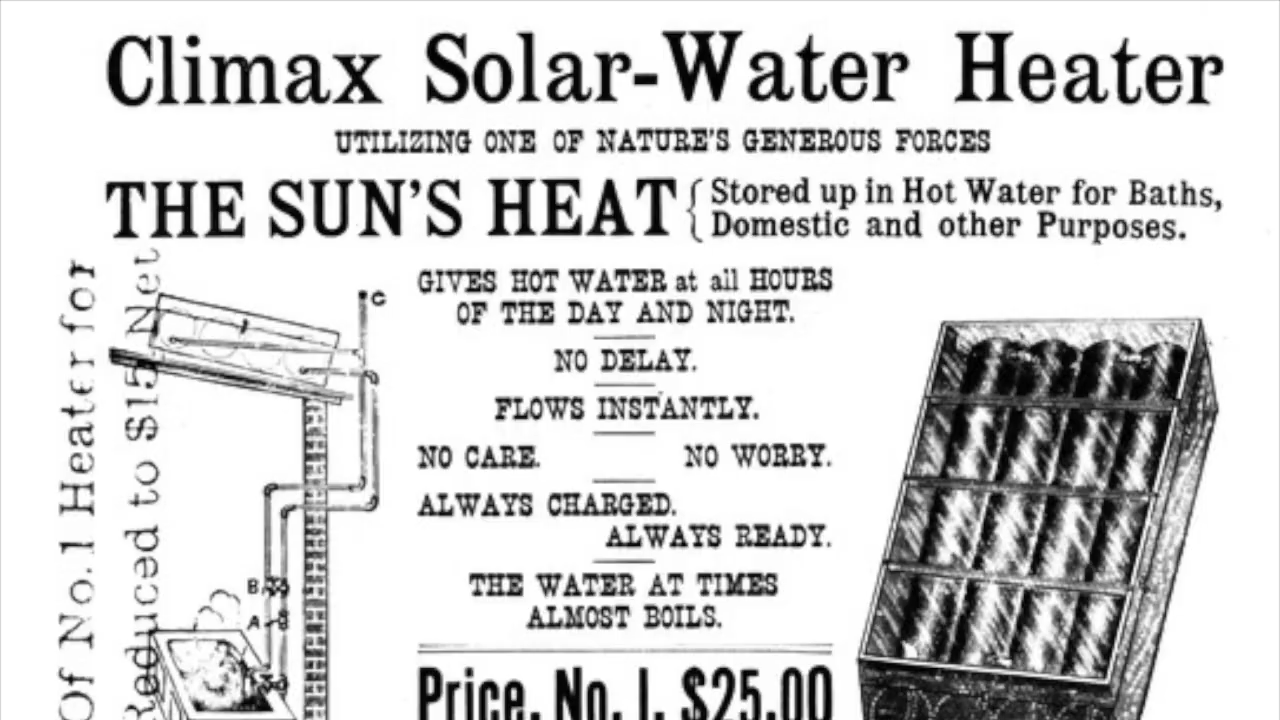 Climax Solar-Water Heater
UTILIZING ONE OF NATURE'S GENEROUS FORCES
THE SUN'S HEAT { Stored up in Hot Water for Baths,
Domestic and other Purposes.
GIVES HOT WATER at all HOURS
OF THE DAY AND NIGHT.
NO DELAY.
FLOWS INSTANTLY.
NO CARE. NO WORRY.
ALWAYS CHARGED.
ALWAYS READY.
THE WATER AT TIMES
ALMOST BOILS.
Price, No. 1, $25.00
Of No.1 Heater for
Reduced to $15 Net
C
B
A